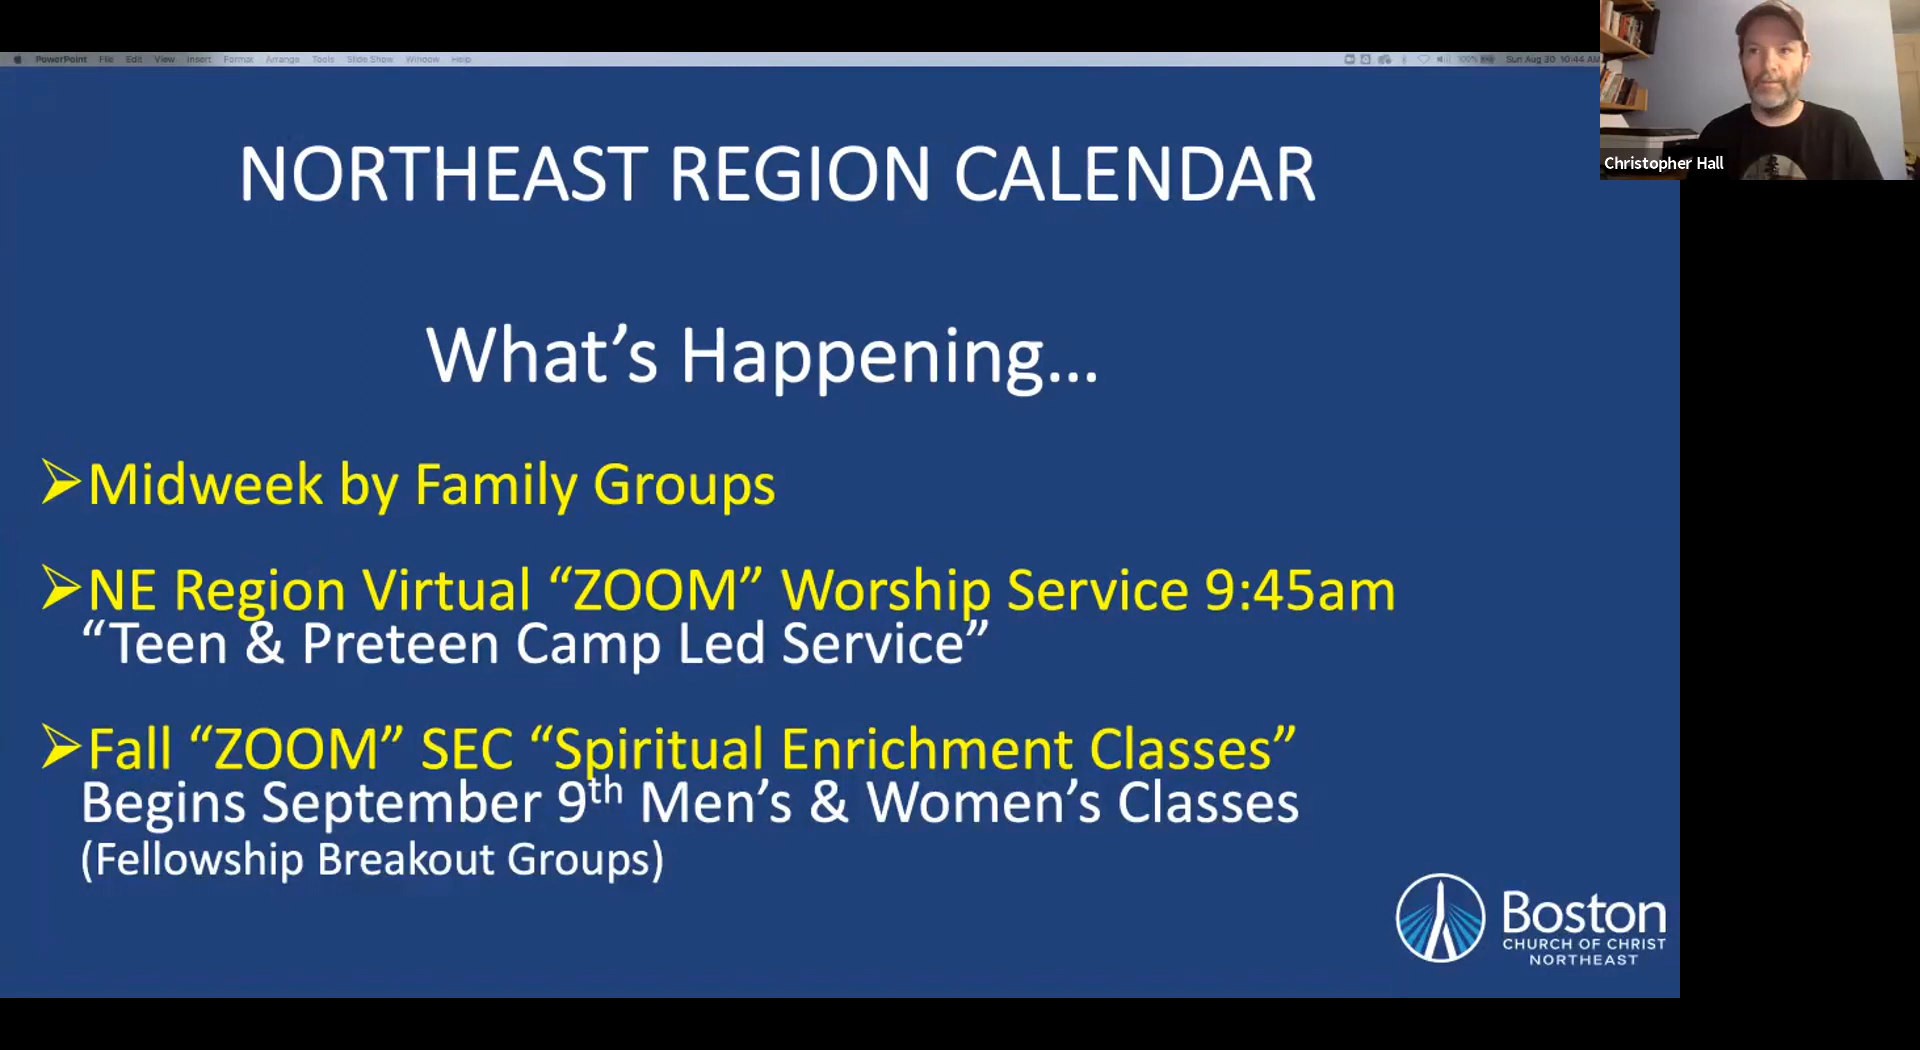 PowerPoint File Edit View Insert Format Arrange Tools Slide Show Window Help 100% Sun Aug 30 10:44 AM
Christopher Hall
NORTHEAST REGION CALENDAR
What’s Happening…
Midweek by Family Groups
NE Region Virtual “ZOOM” Worship Service 9:45am
“Teen & Preteen Camp Led Service”
Fall “ZOOM” SEC “Spiritual Enrichment Classes”
Begins September 9th Men’s & Women’s Classes
(Fellowship Breakout Groups)
Boston
CHURCH OF CHRIST
NORTHEAST